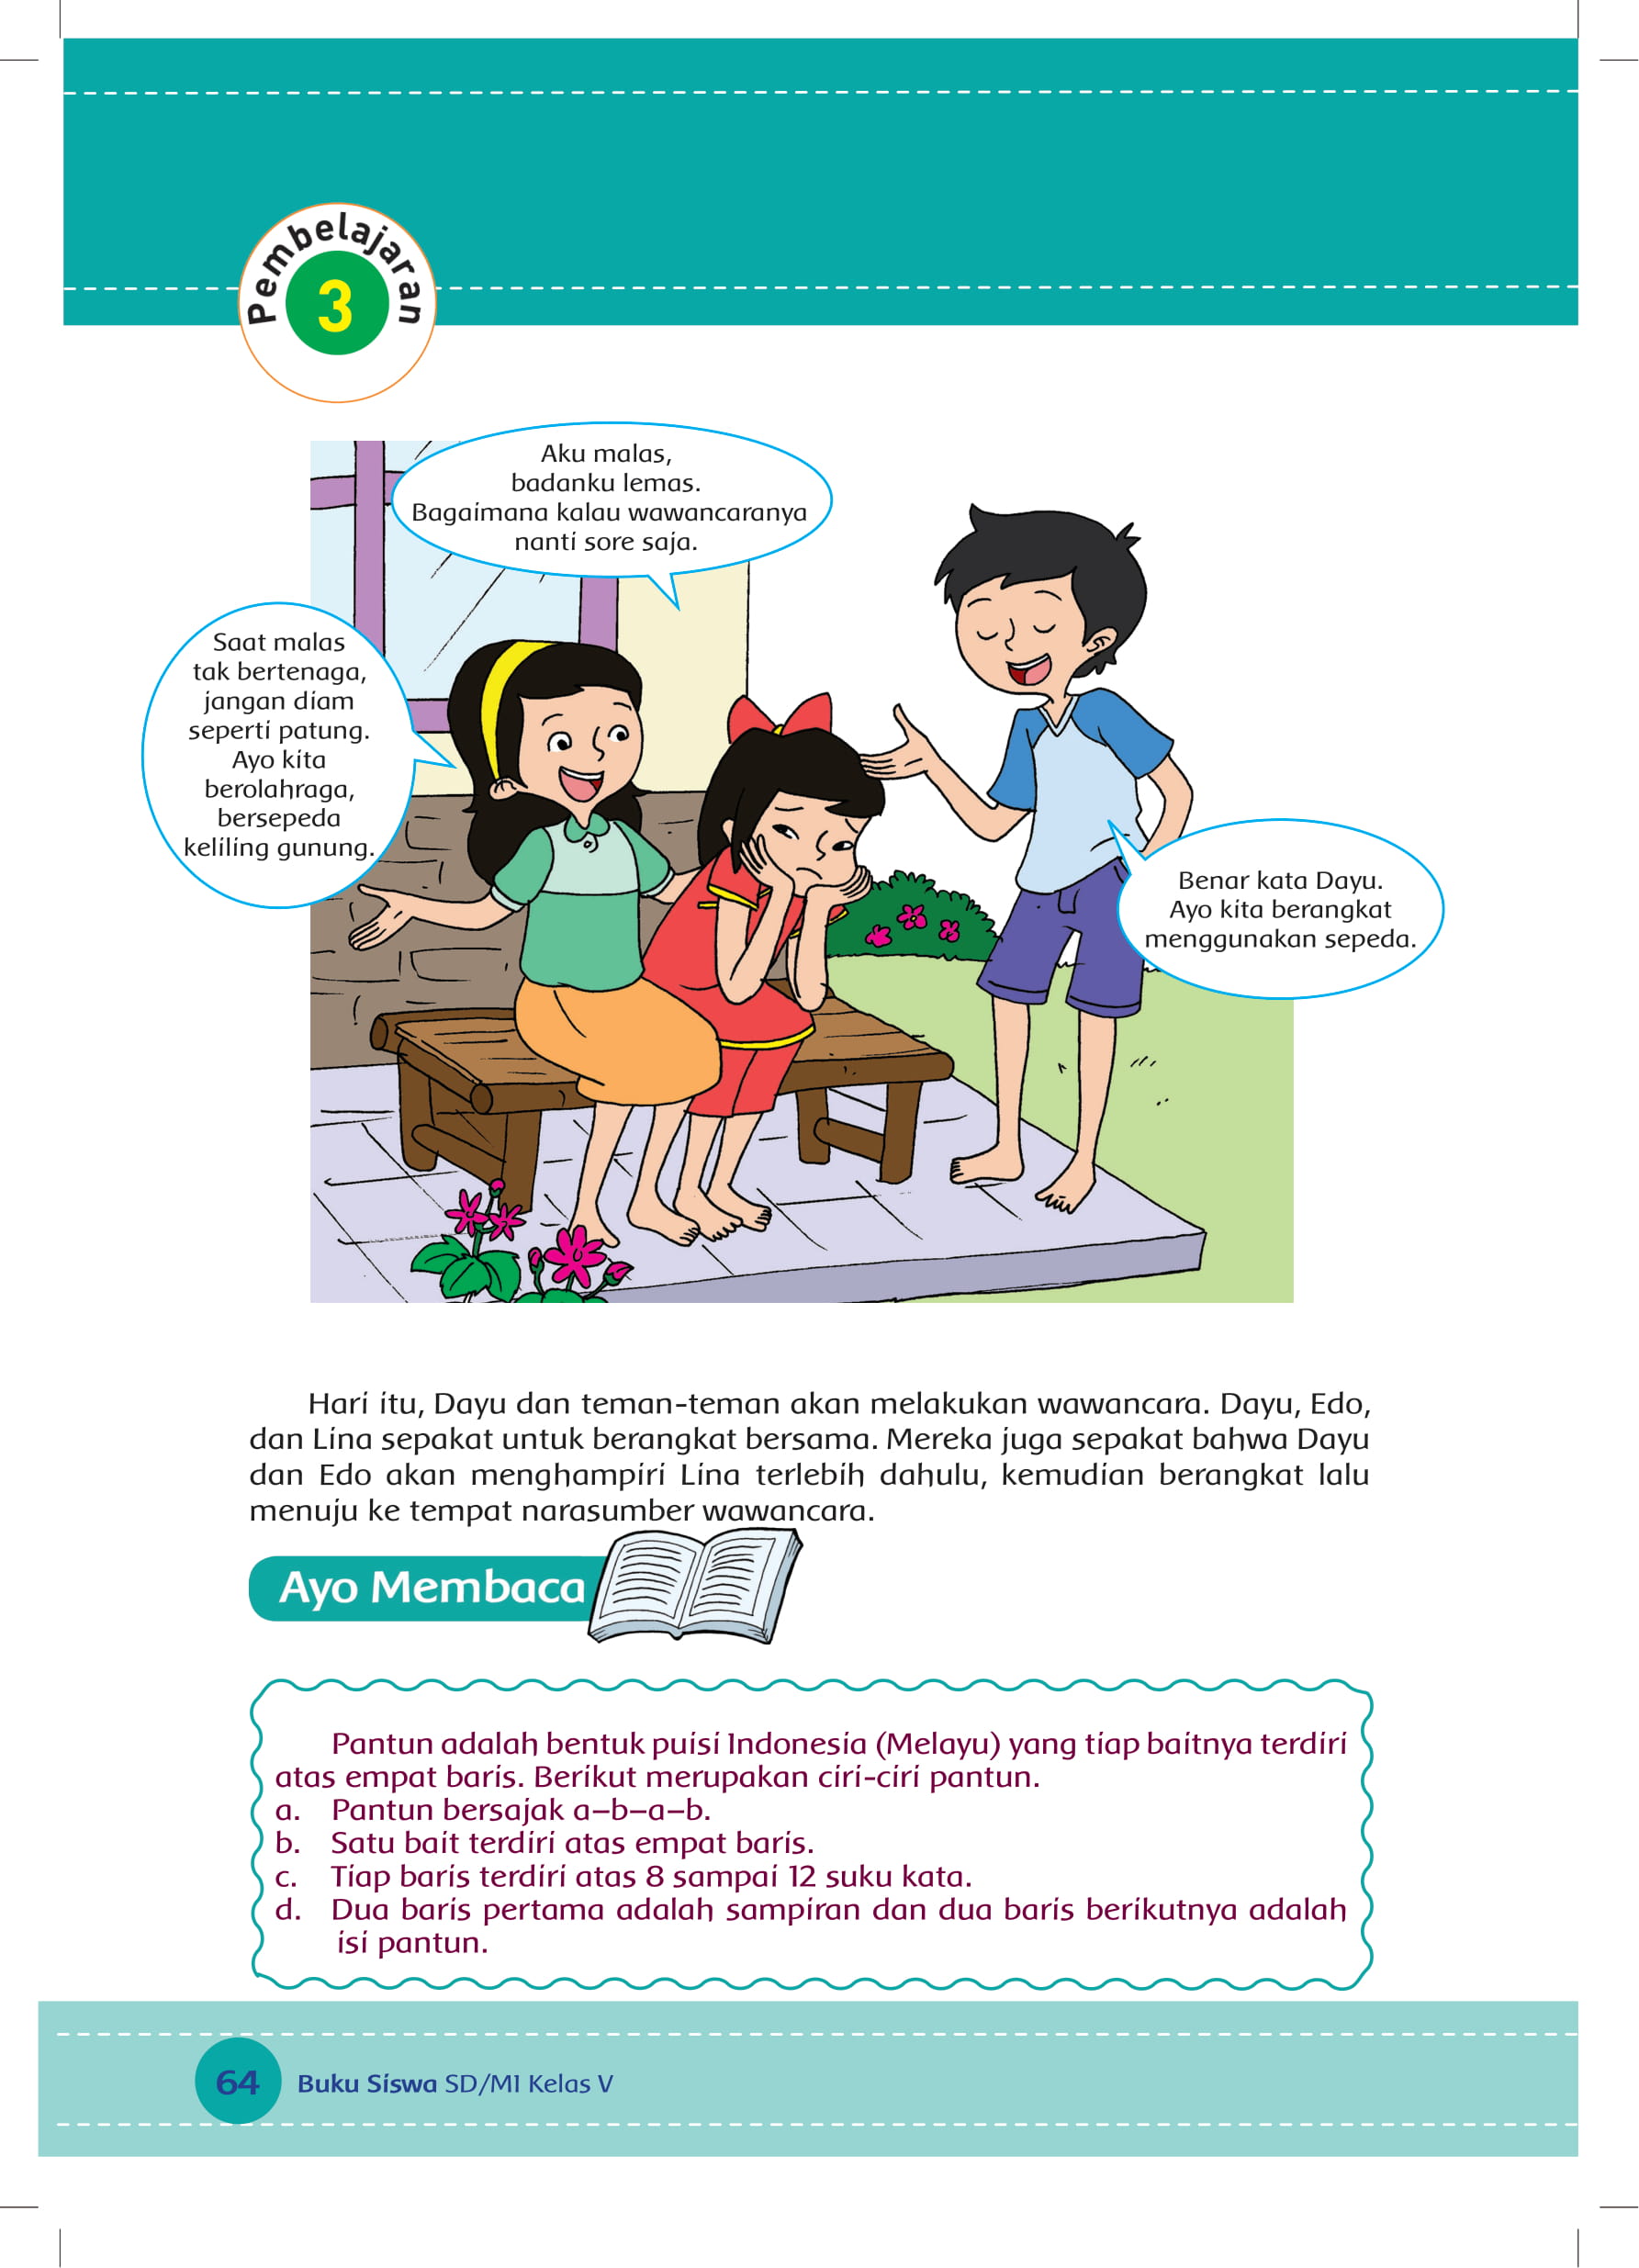 Pembelajaran
3
Aku malas,
badanku lemas.
Bagaimana kalau wawancaranya
nanti sore saja.
Saat malas
tak bertenaga,
jangan diam
seperti patung.
Ayo kita
berolahraga,
bersepeda
keliling gunung.
Benar kata Dayu.
Ayo kita berangkat
menggunakan sepeda.
Hari itu, Dayu dan teman-teman akan melakukan wawancara. Dayu, Edo,
dan Lina sepakat untuk berangkat bersama. Mereka juga sepakat bahwa Dayu
dan Edo akan menghampiri Lina terlebih dahulu, kemudian berangkat lalu
menuju ke tempat narasumber wawancara.
Ayo Membaca
Pantun adalah bentuk puisi Indonesia (Melayu) yang tiap baitnya terdiri
atas empat baris. Berikut merupakan ciri-ciri pantun.
a. Pantun bersajak a–b–a–b.
b. Satu bait terdiri atas empat baris.
c. Tiap baris terdiri atas 8 sampai 12 suku kata.
d. Dua baris pertama adalah sampiran dan dua baris berikutnya adalah
isi pantun.
64 Buku Siswa SD/MI Kelas V